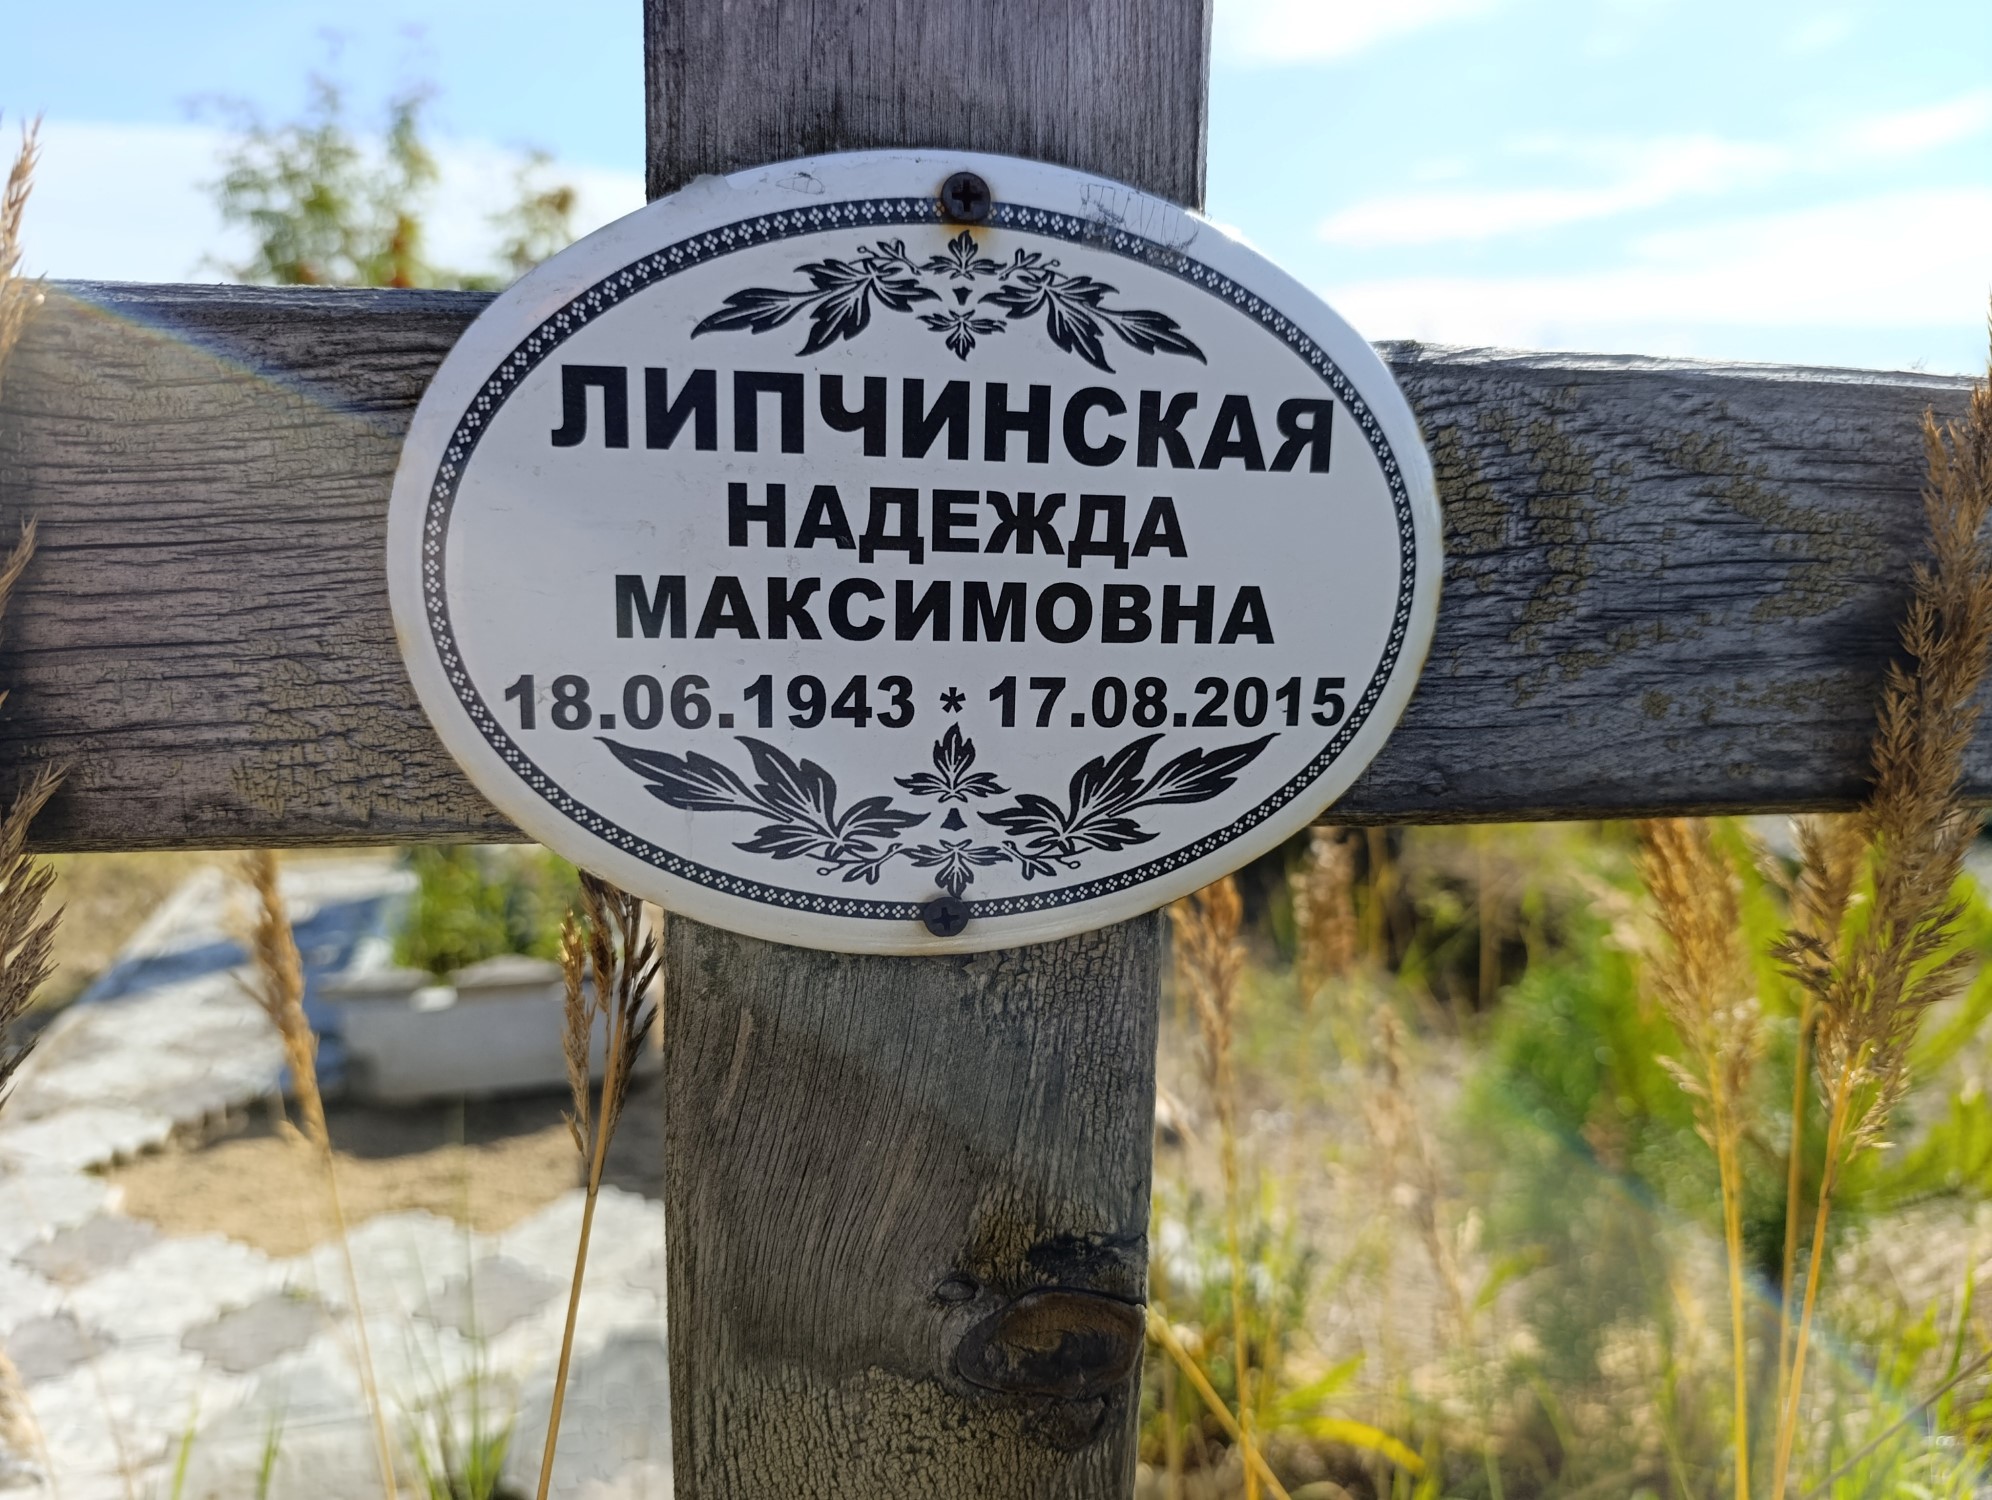 ЛИПЧИНСКАЯ
НАДЕЖДА
МАКСИМОВНА
18.06.1943 * 17.08.2015